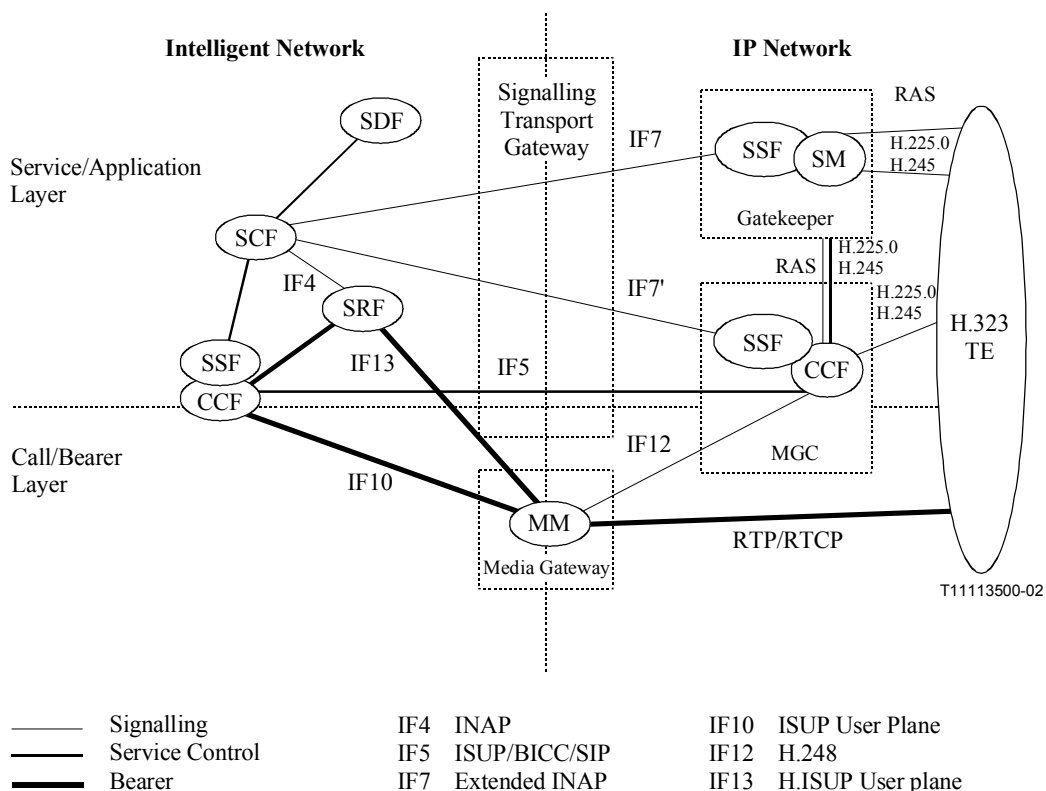 Intelligent Network
IP Network
Signalling
Transport
Gateway
RAS
SDF
IF7
SSF
SM
H.225.0
H.245
Service/Application
Layer
Gatekeeper
SCF
H.225.0
RAS
H.245
IF4
IF7'
H.225.0
H.245
SRF
H.323
TE
SSF
IF13
IF5
SSF
CCF
CCF
IF12
MGC
Call/Bearer
Layer
IF10
MM
RTP/RTCP
Media Gateway
T11113500-02
Signalling
IF4 INAP
IF10 ISUP User Plane
Service Control
IF5 ISUP/BICC/SIP
IF12 H.248
Bearer
IF7 Extended INAP
IF13 H.ISUP User plane